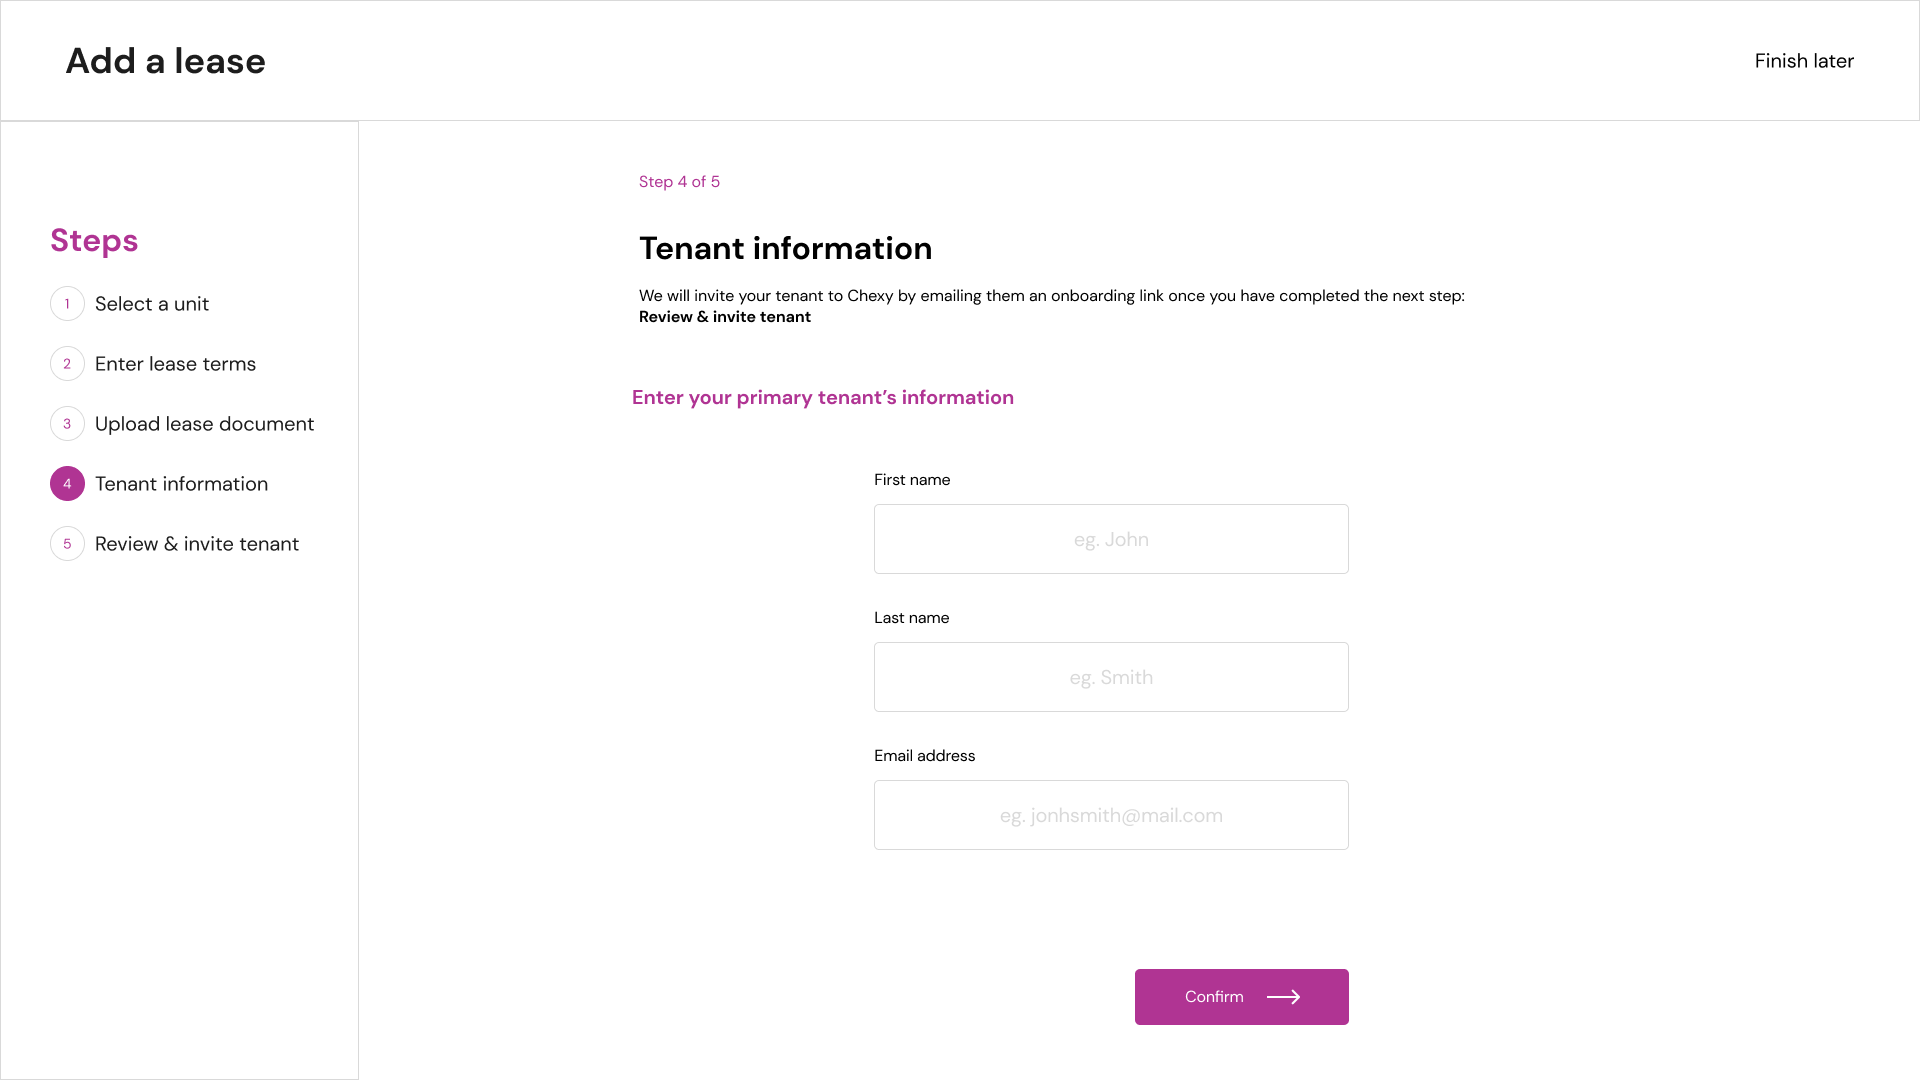 Add a lease
Finish later
Steps
1 Select a unit
2 Enter lease terms
3 Upload lease document
4 Tenant information
5 Review & invite tenant
Step 4 of 5
Tenant information
We will invite your tenant to Chexy by emailing them an onboarding link once you have completed the next step:
Review & invite tenant
Enter your primary tenant’s information
First name
eg. John
Last name
eg. Smith
Email address
eg. jonhsmith@mail.com
Confirm